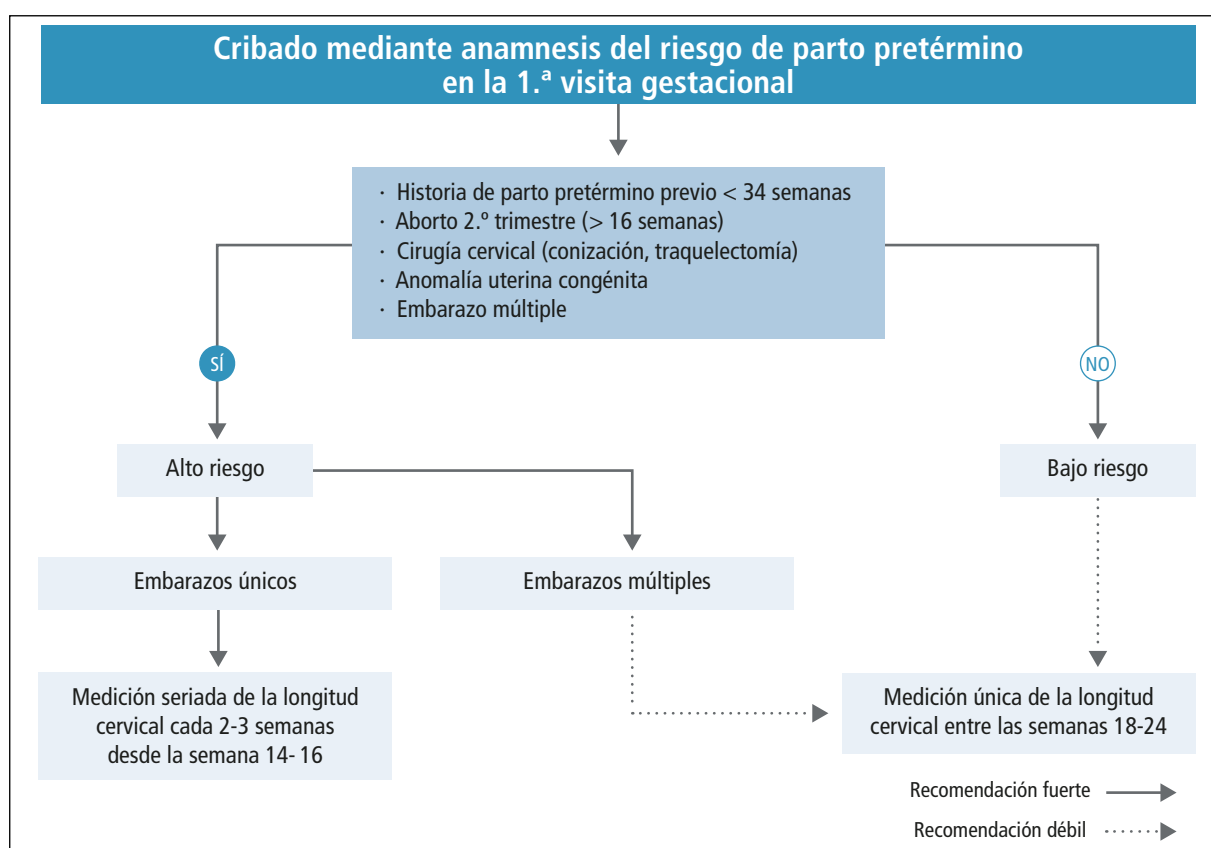 Cribado mediante anamnesis del riesgo de parto pretérmino
en la 1.ª visita gestacional
· Historia de parto pretérmino previo < 34 semanas
· Aborto 2.º trimestre (> 16 semanas)
· Cirugía cervical (conización, traquelectomía)
· Anomalía uterina congénita
· Embarazo múltiple
SÍ
NO
Alto riesgo
Bajo riesgo
Embarazos únicos
Embarazos múltiples
Medición seriada de la longitud
cervical cada 2-3 semanas
desde la semana 14- 16
Medición única de la longitud
cervical entre las semanas 18-24
Recomendación fuerte
Recomendación débil